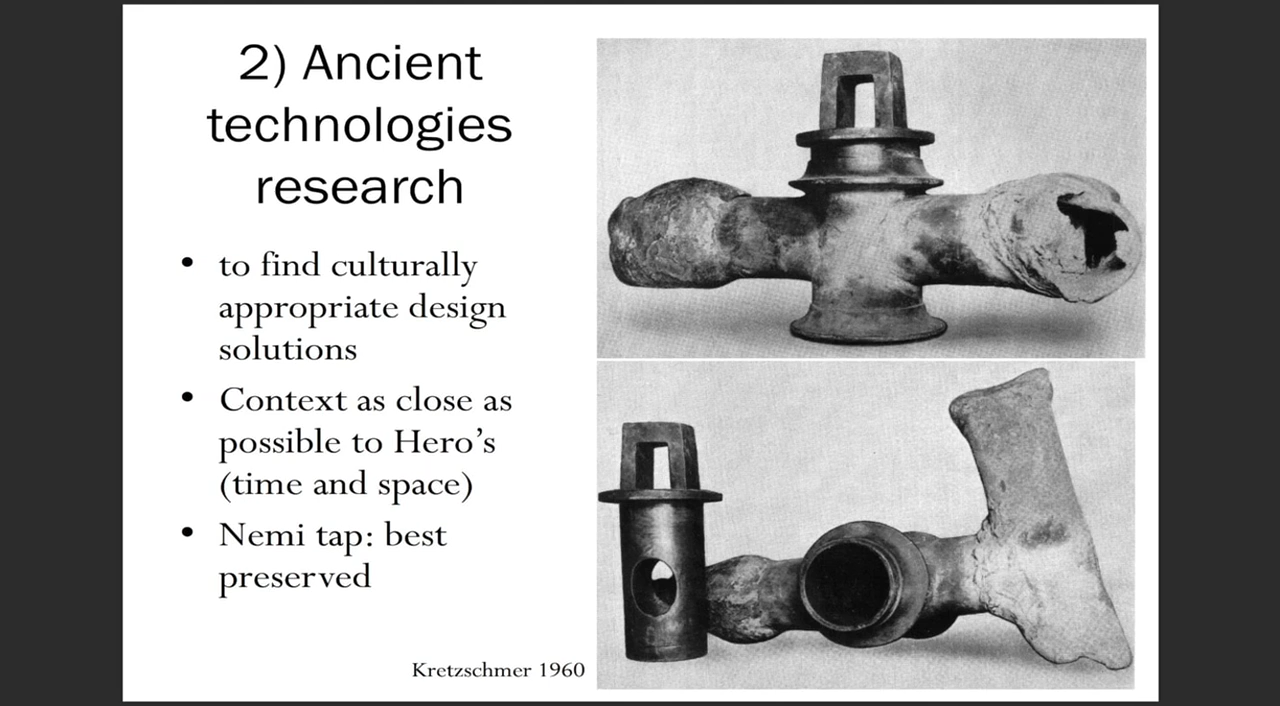 2) Ancient
technologies
research
• to find culturally
appropriate design
solutions
• Context as close as
possible to Hero’s
(time and space)
• Nemi tap: best
preserved
Kretzschmer 1960